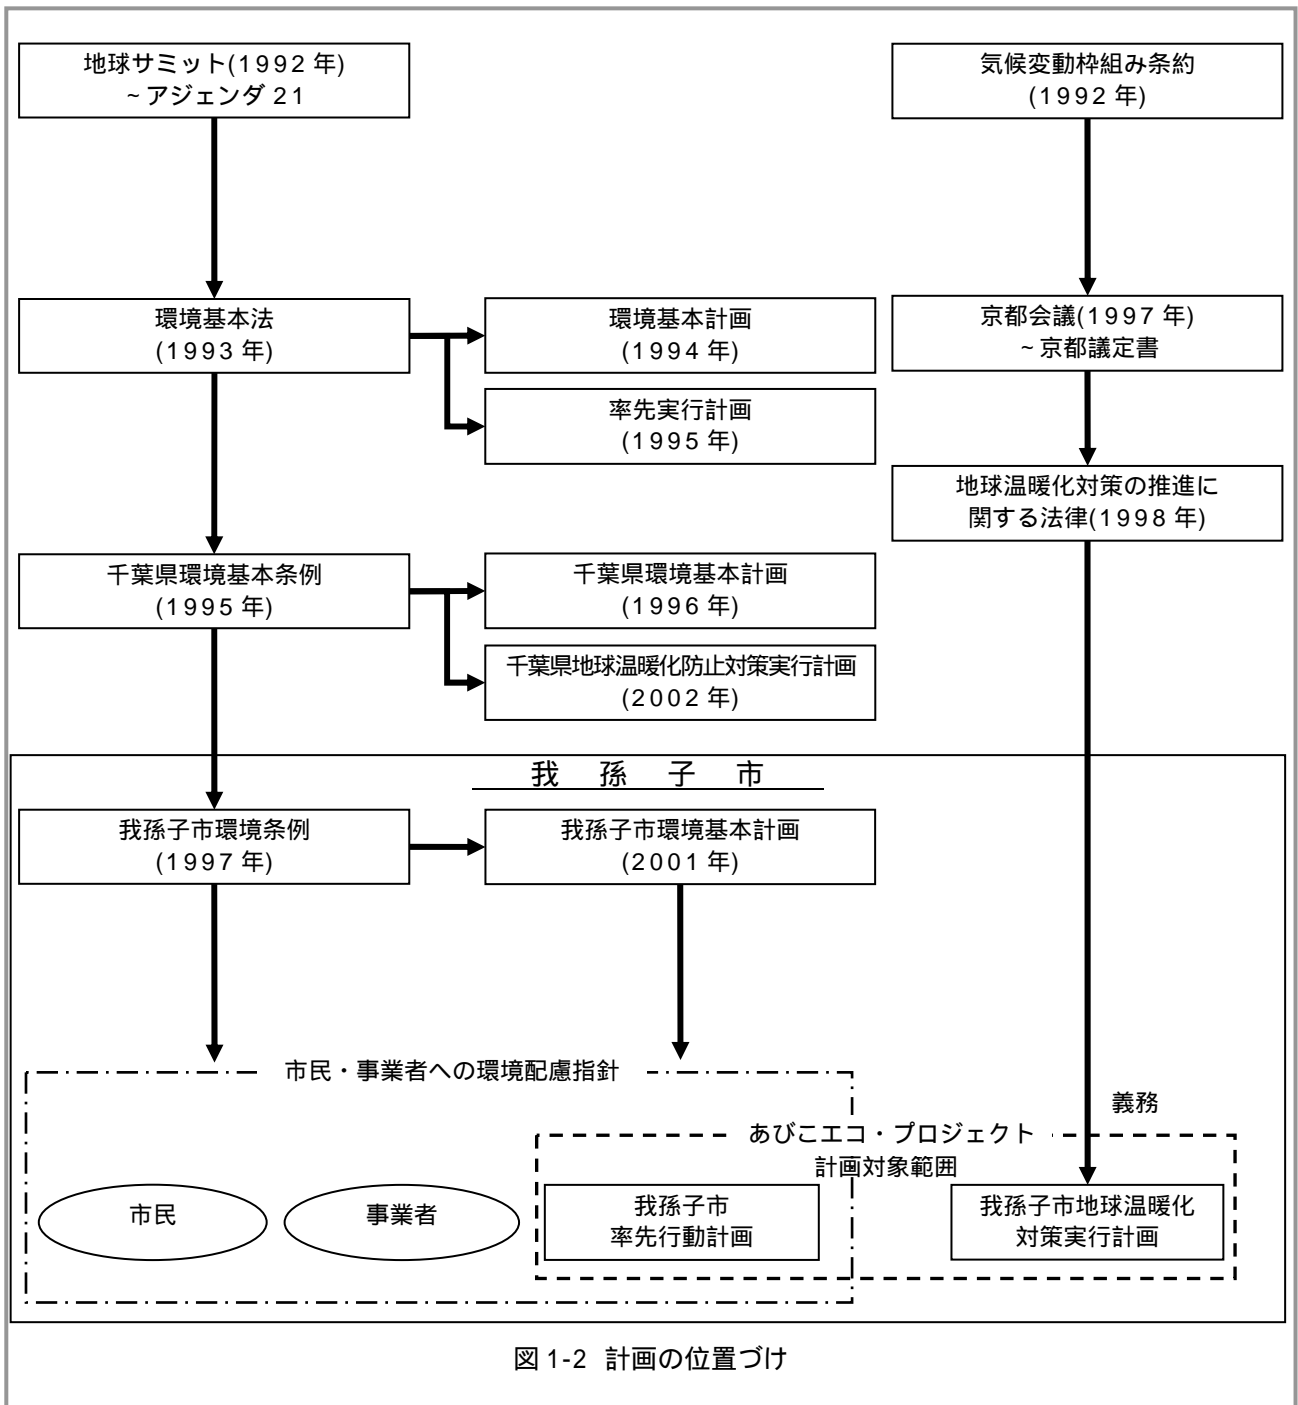 地球サミット(1992 年)
~アジェンダ 21
気候変動枠組み条約
(1992 年)
環境基本法
(1993 年)
環境基本計画
(1994 年)
京都会議(1997 年)
~京都議定書
率先実行計画
(1995 年)
地球温暖化対策の推進に
関する法律(1998 年)
千葉県環境基本条例
(1995 年)
千葉県環境基本計画
(1996 年)
千葉県地球温暖化防止対策実行計画
(2002 年)
我 孫 子 市
我孫子市環境条例
(1997 年)
我孫子市環境基本計画
(2001 年)
市民・事業者への環境配慮指針
義務
あびこエコ・プロジェクト
計画対象範囲
市民
事業者
我孫子市
率先行動計画
我孫子市地球温暖化
対策実行計画
図 1-2 計画の位置づけ